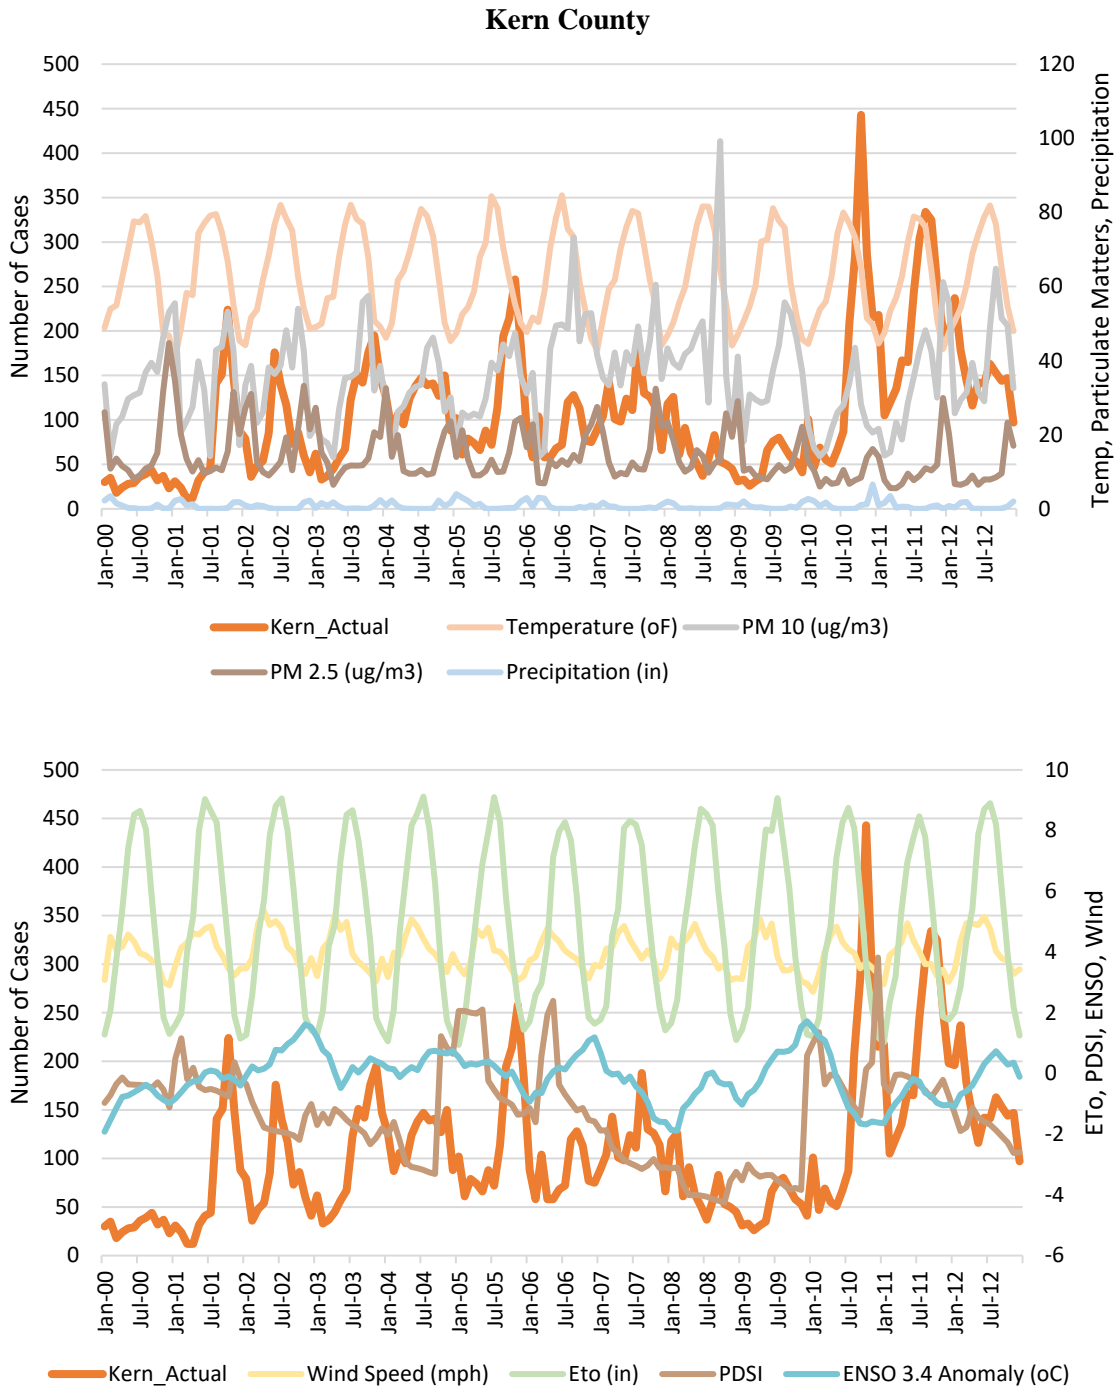 Kern County
500
450
400
350
300
250
200
150
100
50
0
Number of Cases
120
100
80
60
40
20
0
Temp, Particulate Matters, Precipitation
Jan-00
Jul-00
Jan-01
Jul-01
Jan-02
Jul-02
Jan-03
Jul-03
Jan-04
Jul-04
Jan-05
Jul-05
Jan-06
Jul-06
Jan-07
Jul-07
Jan-08
Jul-08
Jan-09
Jul-09
Jan-10
Jul-10
Jan-11
Jul-11
Jan-12
Jul-12
Kern_Actual Temperature (oF) PM 10 (ug/m3)
PM 2.5 (ug/m3) Precipitation (in)
500
450
400
350
300
250
200
150
100
50
0
Number of Cases
10
8
6
4
2
0
-2
-4
-6
ETo, PDSI, ENSO, WInd
Jan-00
Jul-00
Jan-01
Jul-01
Jan-02
Jul-02
Jan-03
Jul-03
Jan-04
Jul-04
Jan-05
Jul-05
Jan-06
Jul-06
Jan-07
Jul-07
Jan-08
Jul-08
Jan-09
Jul-09
Jan-10
Jul-10
Jan-11
Jul-11
Jan-12
Jul-12
Kern_Actual Wind Speed (mph) Eto (in) PDSI ENSO 3.4 Anomaly (oC)